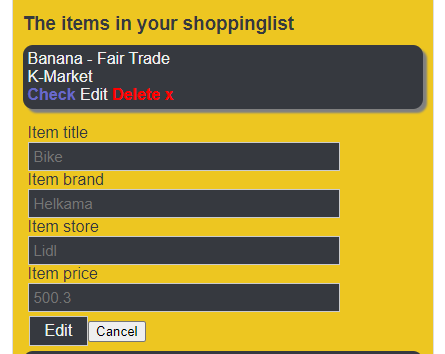 The items in your shoppinglist
Banana - Fair Trade
K-Market
Check Edit Delete x
Item title
Bike
Item brand
Helkama
Item store
Lidl
Item price
500.3
Edit Cancel